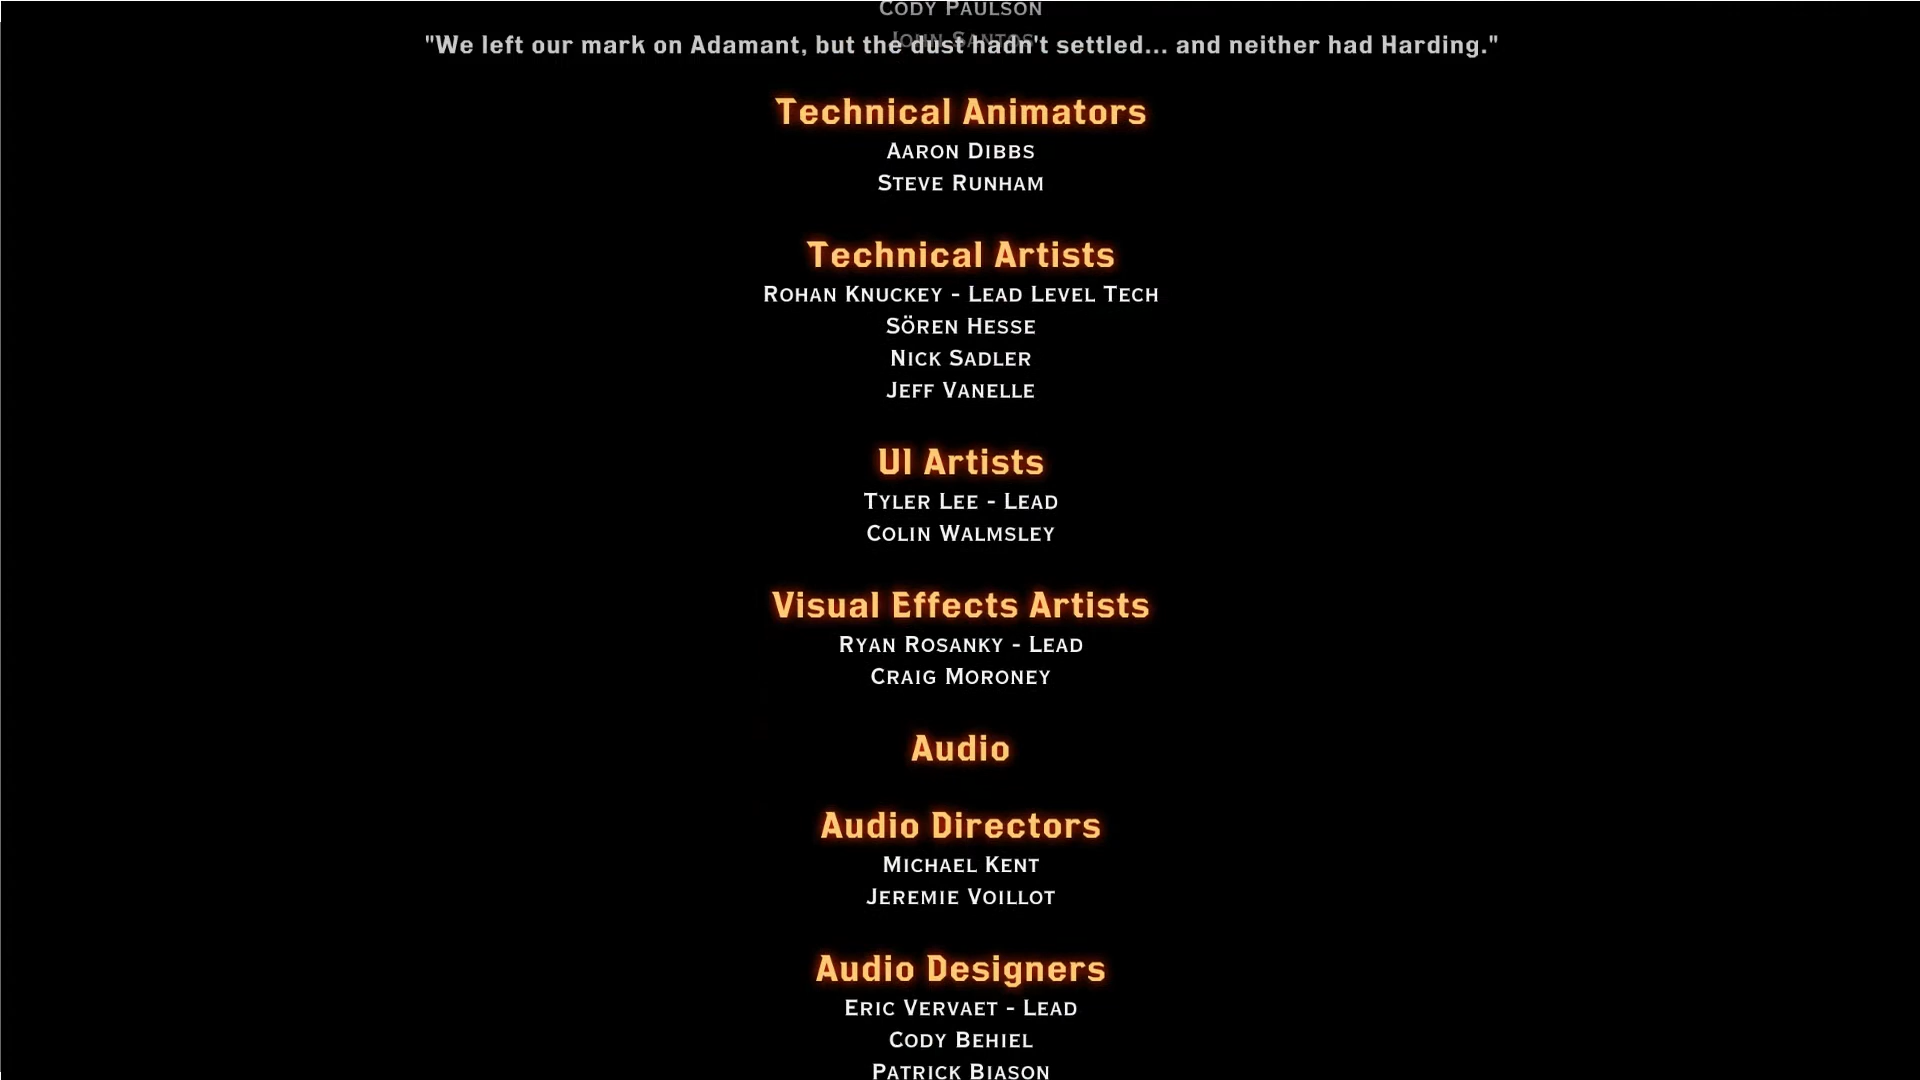 Cody Paulson
John Santos
"We left our mark on Adamant, but the dust hadn't settled... and neither had Harding."
Technical Animators
Aaron Dibbs
Steve Runham
Technical Artists
Rohan Knuckey - Lead Level Tech
Sören Hesse
Nick Sadler
Jeff Vanelle
UI Artists
Tyler Lee - Lead
Colin Walmsley
Visual Effects Artists
Ryan Rosanky - Lead
Craig Moroney
Audio
Audio Directors
Michael Kent
Jeremie Voillot
Audio Designers
Eric Vervaet - Lead
Cody Behiel
Patrick Biason